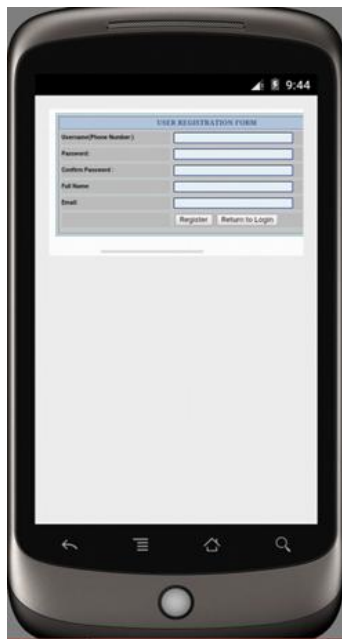 9:44
USER REGISTRATION FORM
Username(Phone Number:)
Password:
Confirm Password :
Full Name:
Email:
Register Return to Login